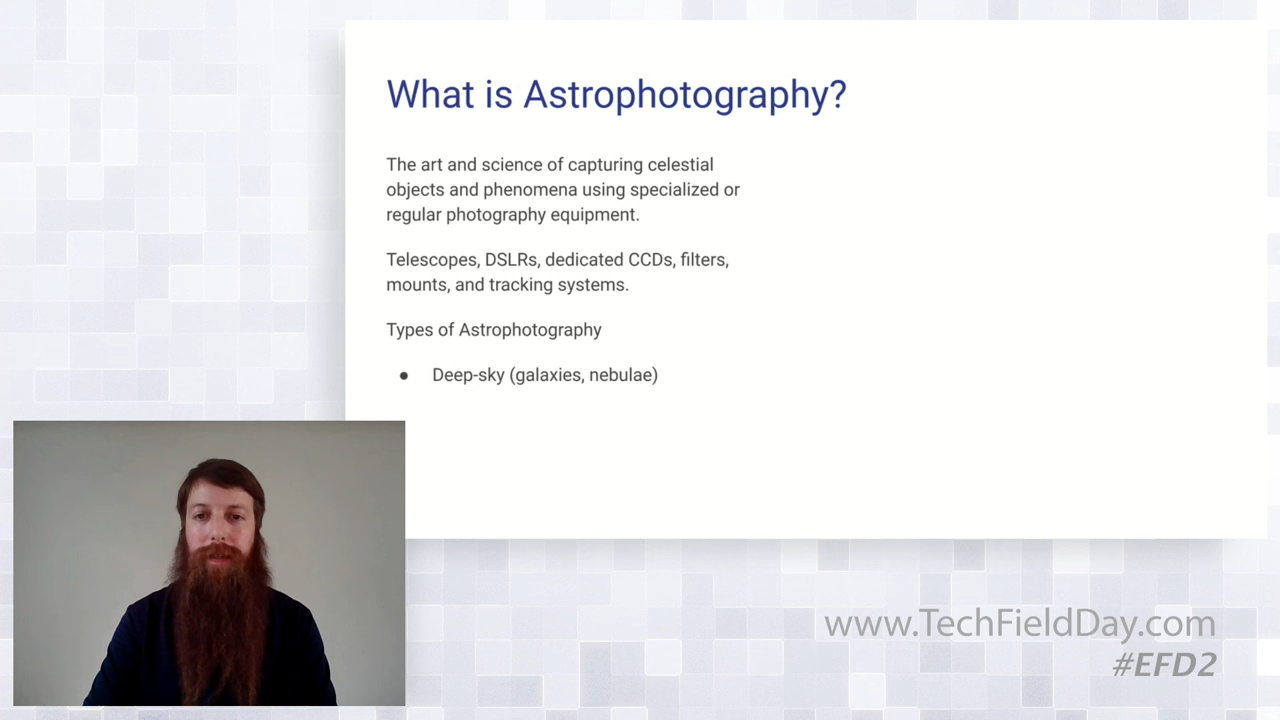 What is Astrophotography?
The art and science of capturing celestial
objects and phenomena using specialized or
regular photography equipment.
Telescopes, DSLRs, dedicated CCDs, filters,
mounts, and tracking systems.
Types of Astrophotography
● Deep-sky (galaxies, nebulae)
www.TechFieldDay.com
#EFD2